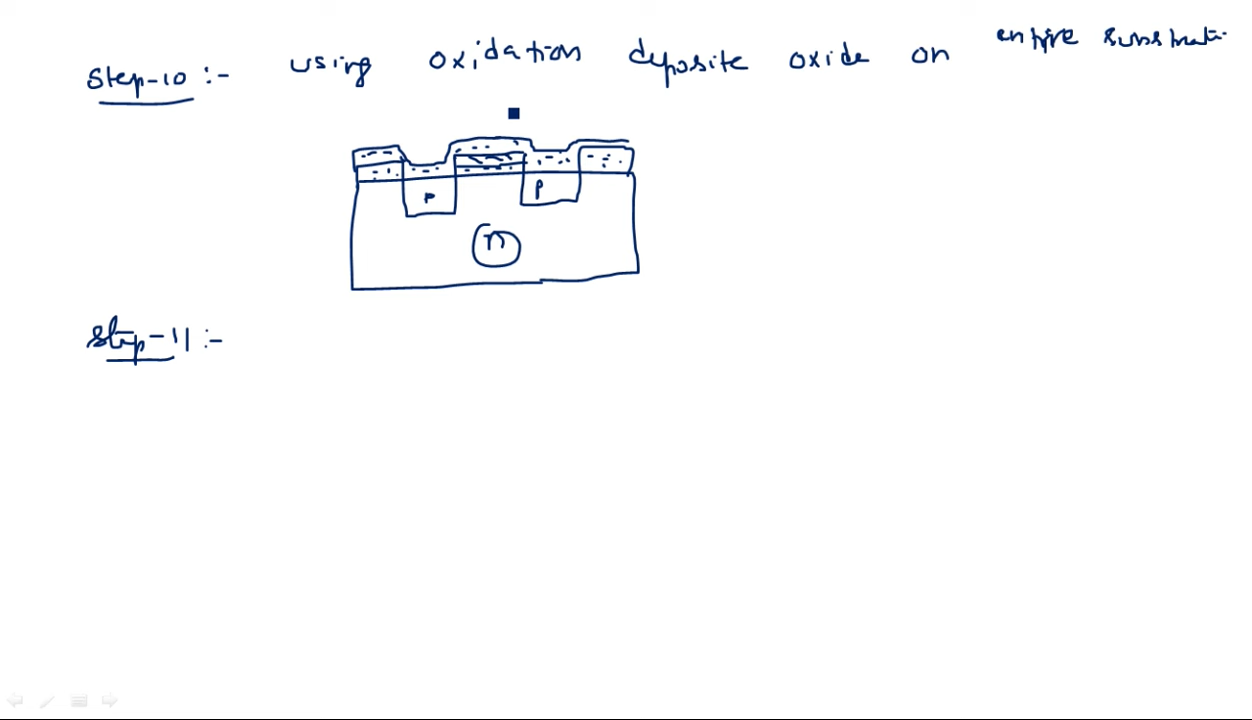 Step-10 :- using oxidation deposite oxide on entire substrate
P P
n
Step-11 :-